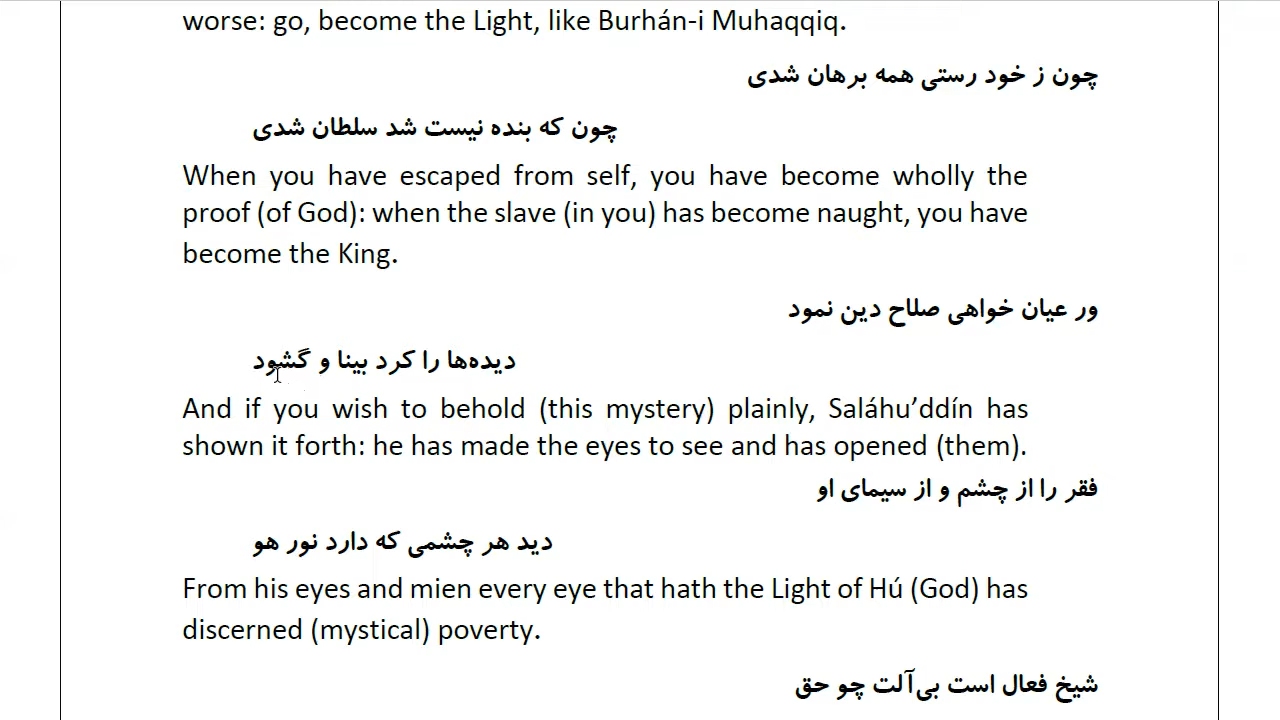 worse: go, become the Light, like Burhán-i Muhaqqiq.
چون ز خود رستی همه برهان شدی
چون که بنده نیست شد سلطان شدی
When you have escaped from self, you have become wholly the
proof (of God): when the slave (in you) has become naught, you have
become the King.
ور عیان خواهی صلاح دین نمود
دیده‌ها را کرد بینا و گشود
And if you wish to behold (this mystery) plainly, Saláhu’ddín has
shown it forth: he has made the eyes to see and has opened (them).
فقر را از چشم و از سیمای او
دید هر چشمی که دارد نور هو
From his eyes and mien every eye that hath the Light of Hú (God) has
discerned (mystical) poverty.
شیخ فعال است بی‌آلت چو حق